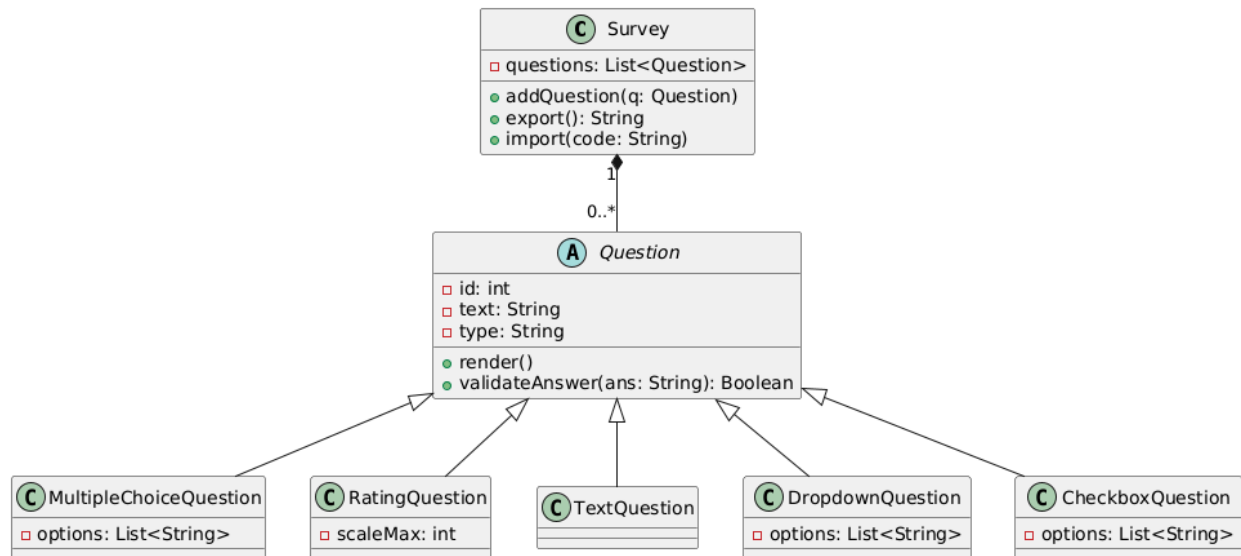 C Survey
questions: List<Question>
addQuestion(q: Question)
export(): String
import(code: String)
1
0..*
A Question
id: int
text: String
type: String
render()
validateAnswer(ans: String): Boolean
C MultipleChoiceQuestion
options: List<String>
C RatingQuestion
scaleMax: int
C TextQuestion
C DropdownQuestion
options: List<String>
C CheckboxQuestion
options: List<String>